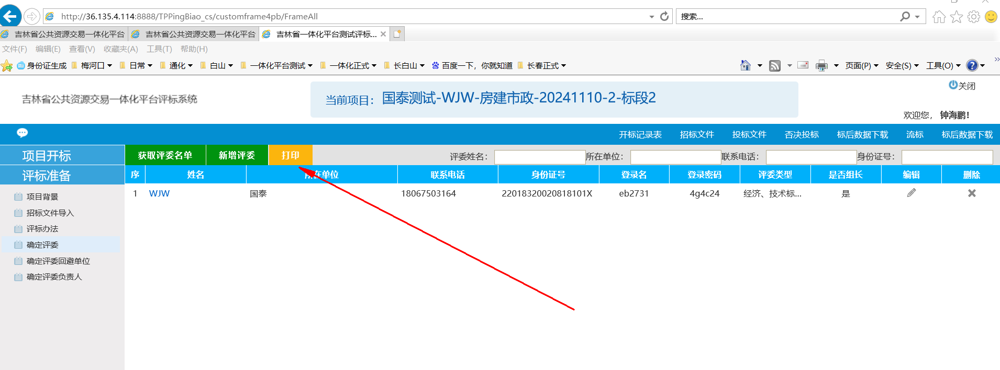 http://36.135.4.114:8888/TPPingBiao_cs/customframe4pb/FrameAll
搜索...
吉林省公共资源交易一体化平台
吉林省公共资源交易一体化平台
吉林省一体化平台测试评标...
文件(F) 编辑(E) 查看(V) 收藏夹(A) 工具(T) 帮助(H)
身份证生成 梅河口 日常 通化 白山 一体化平台测试 一体化正式 长白山 百度一下，你就知道 长春正式 页面(P) 安全(S) 工具(O)
关闭
吉林省公共资源交易一体化平台评标系统
当前项目： 国泰测试-WJW-房建市政-20241110-2-标段2
欢迎您， 钟海鹏！
开标记录表 招标文件 投标文件 否决投标 标后数据下载 流标 标后数据下载
项目开标
获取评委名单 新增评委 打印
评委姓名： 所在单位： 联系电话： 身份证号：
评标准备
序 姓名 所在单位 联系电话 身份证号 登录名 登录密码 评委类型 是否组长 编辑 删除
1 WJW 国泰 18067503164 22018320020818101X eb2731 4g4c24 经济、技术标... 是
项目背景
招标文件导入
评标办法
确定评委
确定评委回避单位
确定评委负责人